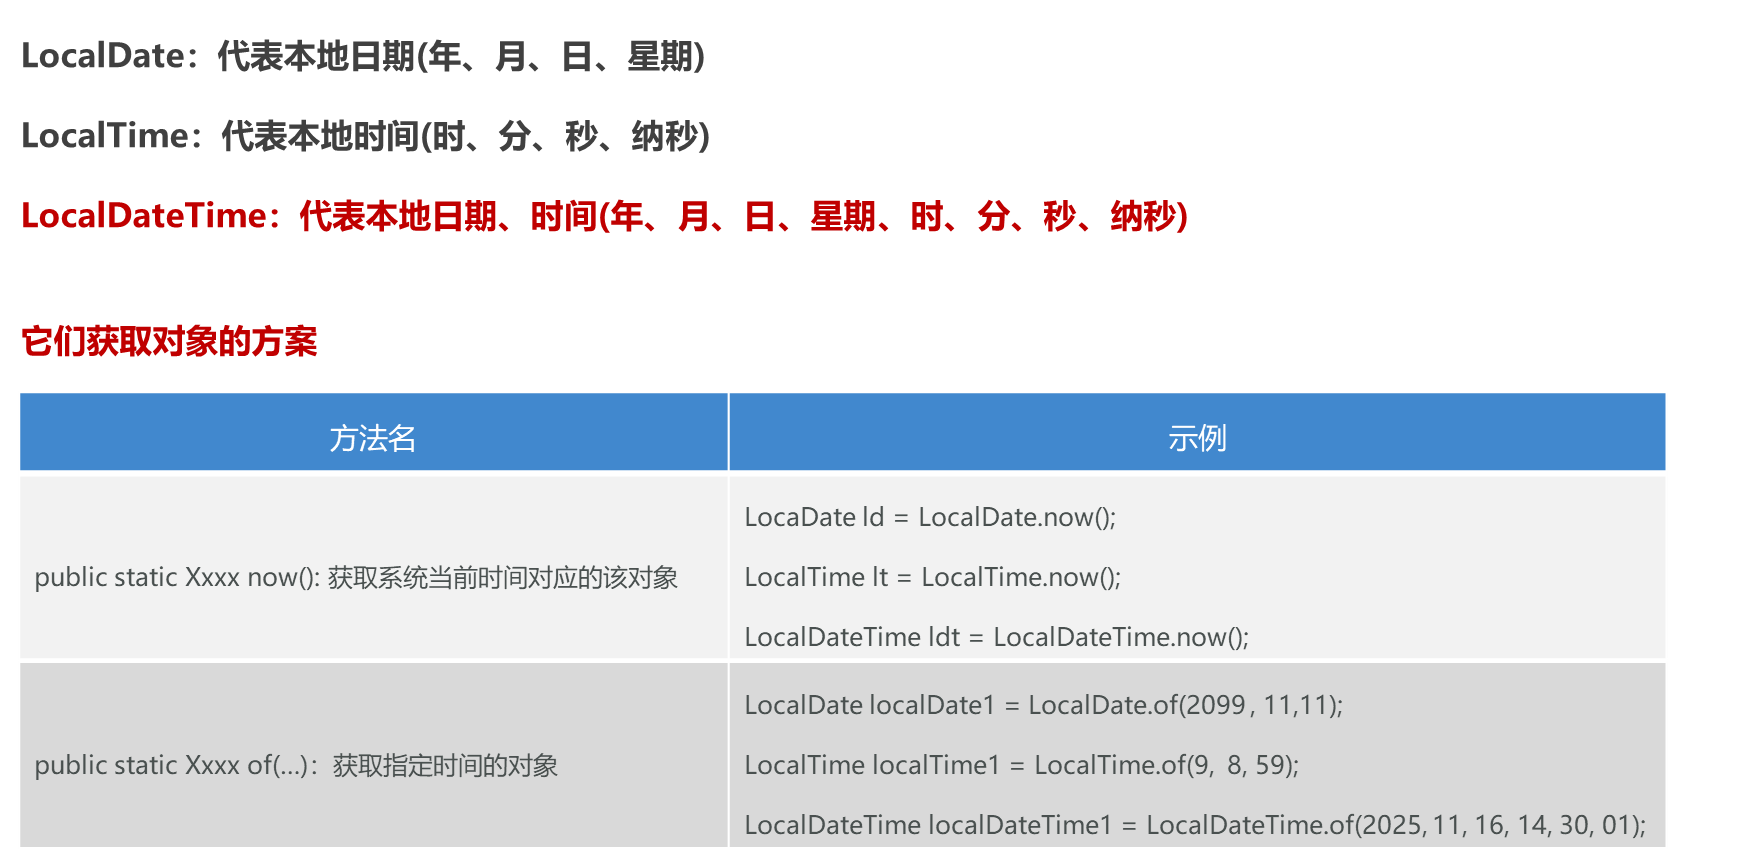 LocalDate：代表本地日期(年、月、日、星期)
LocalTime：代表本地时间(时、分、秒、纳秒)
LocalDateTime：代表本地日期、时间(年、月、日、星期、时、分、秒、纳秒)
它们获取对象的方案
方法名
示例
public static Xxxx now(): 获取系统当前时间对应的该对象
LocaDate ld = LocalDate.now();
LocalTime lt = LocalTime.now();
LocalDateTime ldt = LocalDateTime.now();
public static Xxxx of(…)：获取指定时间的对象
LocalDate localDate1 = LocalDate.of(2099 , 11,11);
LocalTime localTime1 = LocalTime.of(9,  8, 59);
LocalDateTime localDateTime1 = LocalDateTime.of(2025, 11, 16, 14, 30, 01);